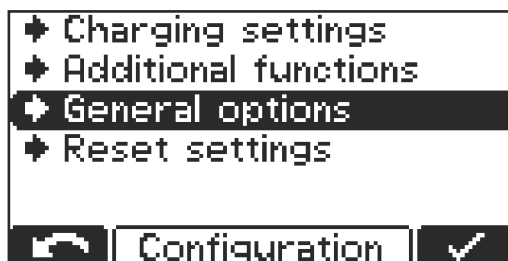 Charging settings
Additional functions
General options
Reset settings
Configuration